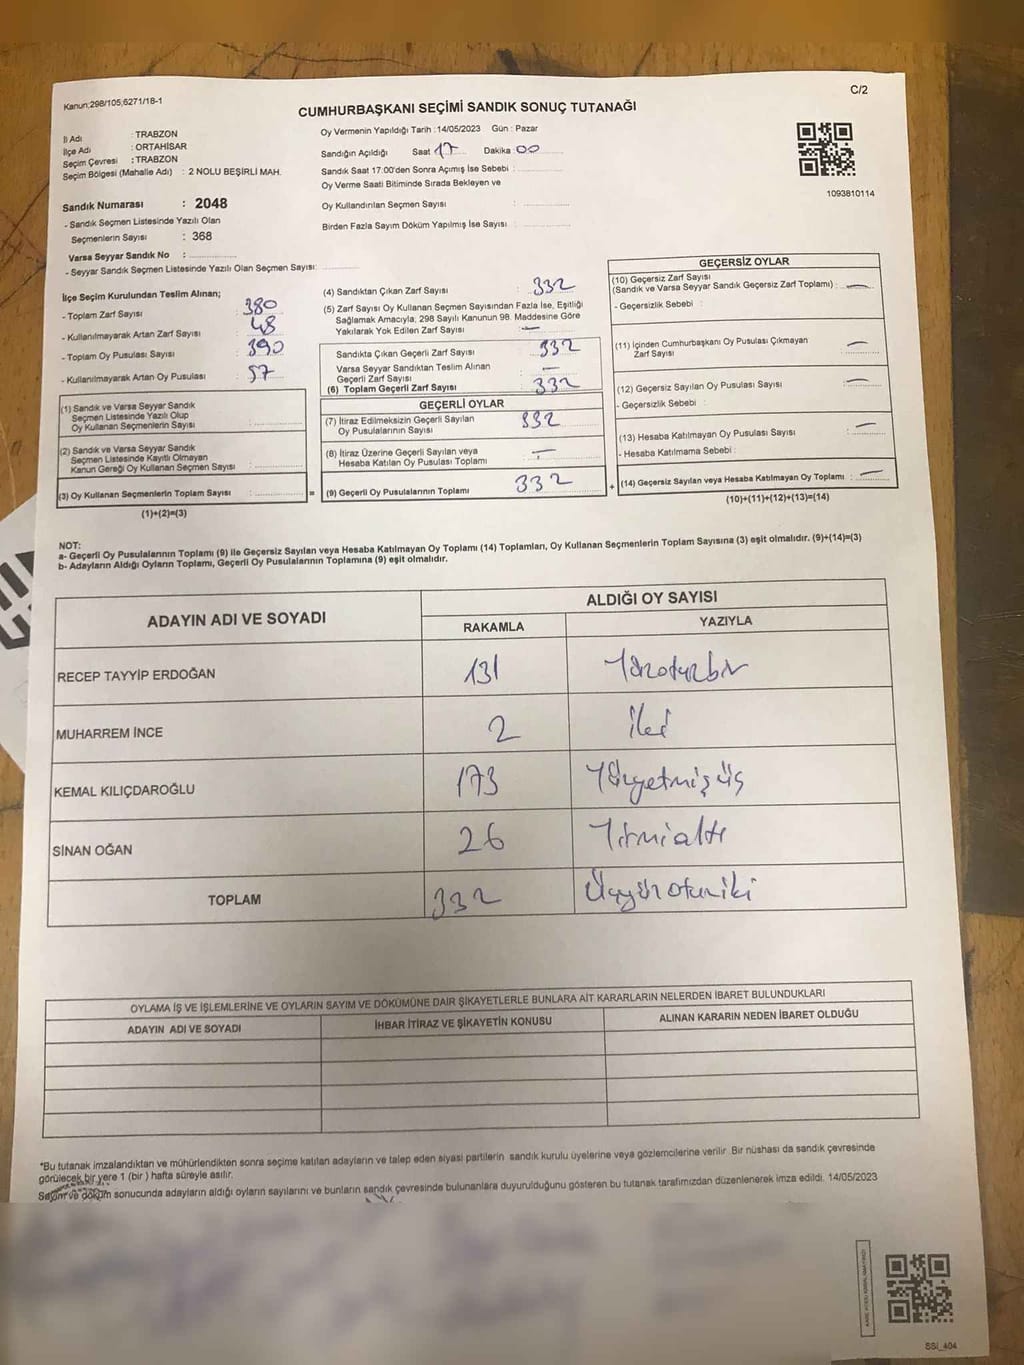 Kanun;298/105;6271/18-1
C/2
CUMHURBAŞKANI SEÇİMİ SANDIK SONUÇ TUTANAĞI
İl Adı : TRABZON
İlçe Adı : ORTAHİSAR
Seçim Çevresi : TRABZON
Seçim Bölgesi (Mahalle Adı) : 2 NOLU BEŞİRLİ MAH.
Sandık Numarası : 2048
- Sandık Seçmen Listesinde Yazılı Olan
Seçmenlerin Sayısı : 368
Varsa Seyyar Sandık No :
- Seyyar Sandık Seçmen Listesinde Yazılı Olan Seçmen Sayısı:
Oy Vermenin Yapıldığı Tarih :14/05/2023 Gün : Pazar
Sandığın Açıldığı Saat 17 Dakika : 00
Sandık Saat 17:00'den Sonra Açımış İse Sebebi :
Oy Verme Saati Bitiminde Sırada Bekleyen ve
Oy Kullandırılan Seçmen Sayısı :
Birden Fazla Sayım Döküm Yapılmış İse Sayısı :
1093810114
İlçe Seçim Kurulundan Teslim Alınan;
- Toplam Zarf Sayısı : 380
- Kullanılmayarak Artan Zarf Sayısı : 48
- Toplam Oy Pusulası Sayısı : 390
- Kullanılmayarak Artan Oy Pusulası : 57
(1) Sandık ve Varsa Seyyar Sandık
Seçmen Listesinde Yazılı Olup
Oy Kullanan Seçmenlerin Sayısı :
(2) Sandık ve Varsa Seyyar Sandık
Seçmen Listesinde Kayıtlı Olmayan
Kanun Gereği Oy Kullanan Seçmen Sayısı :
(3) Oy Kullanan Seçmenlerin Toplam Sayısı :
(1)+(2)=(3)
(4) Sandıktan Çıkan Zarf Sayısı : 332
(5) Zarf Sayısı Oy Kullanan Seçmen Sayısından Fazla İse, Eşitliği
Sağlamak Amacıyla; 298 Sayılı Kanunun 98. Maddesine Göre
Yakılarak Yok Edilen Zarf Sayısı : —
Sandıkta Çıkan Geçerli Zarf Sayısı : 332
Varsa Seyyar Sandıktan Teslim Alınan
Geçerli Zarf Sayısı : —
(6) Toplam Geçerli Zarf Sayısı : 332
GEÇERLİ OYLAR
(7) İtiraz Edilmeksizin Geçerli Sayılan
Oy Pusulalarının Sayısı : 332
(8) İtiraz Üzerine Geçerli Sayılan veya
Hesaba Katılan Oy Pusulası Toplamı : —
= (9) Geçerli Oy Pusulalarının Toplamı : 332
GEÇERSİZ OYLAR
(10) Geçersiz Zarf Sayısı
(Sandık ve Varsa Seyyar Sandık Geçersiz Zarf Toplamı) : —
- Geçersizlik Sebebi :
(11) İçinden Cumhurbaşkanı Oy Pusulası Çıkmayan
Zarf Sayısı : —
(12) Geçersiz Sayılan Oy Pusulası Sayısı : —
- Geçersizlik Sebebi :
(13) Hesaba Katılmayan Oy Pusulası Sayısı : —
- Hesaba Katılmama Sebebi :
+ (14) Geçersiz Sayılan veya Hesaba Katılmayan Oy Toplamı : —
(10)+(11)+(12)+(13)=(14)
NOT:
a- Geçerli Oy Pusulalarının Toplamı (9) ile Geçersiz Sayılan veya Hesaba Katılmayan Oy Toplamı (14) Toplamları, Oy Kullanan Seçmenlerin Toplam Sayısına (3) eşit olmalıdır. (9)+(14)=(3)
b- Adayların Aldığı Oyların Toplamı, Geçerli Oy Pusulalarının Toplamına (9) eşit olmalıdır.
ADAYIN ADI VE SOYADI ALDIĞI OY SAYISI
RAKAMLA YAZIYLA
RECEP TAYYİP ERDOĞAN 131 Yüzotuzbir
MUHARREM İNCE 2 İki
KEMAL KILIÇDAROĞLU 173 Yüzyetmişüç
SİNAN OĞAN 26 Yirmialtı
TOPLAM 332 Üçyüz otuziki
OYLAMA İŞ VE İŞLEMLERİNE VE OYLARIN SAYIM VE DÖKÜMÜNE DAİR ŞİKAYETLERLE BUNLARA AİT KARARLARIN NELERDEN İBARET BULUNDUKLARI
ADAYIN ADI VE SOYADI İHBAR İTİRAZ VE ŞİKAYETİN KONUSU ALINAN KARARIN NEDEN İBARET OLDUĞU
*Bu tutanak imzalandıktan ve mühürlendikten sonra seçime katılan adayların ve talep eden siyasi partilerin sandık kurulu üyelerine veya gözlemcilerine verilir. Bir nüshası da sandık çevresinde
görülecek bir yere 1 (bir ) hafta süreyle asılır.
Sayım ve döküm sonucunda adayların aldığı oyların sayılarını ve bunların sandık çevresinde bulunanlara duyurulduğunu gösteren bu tutanak tarafımızdan düzenlenerek imza edildi. 14/05/2023
SSİ_404